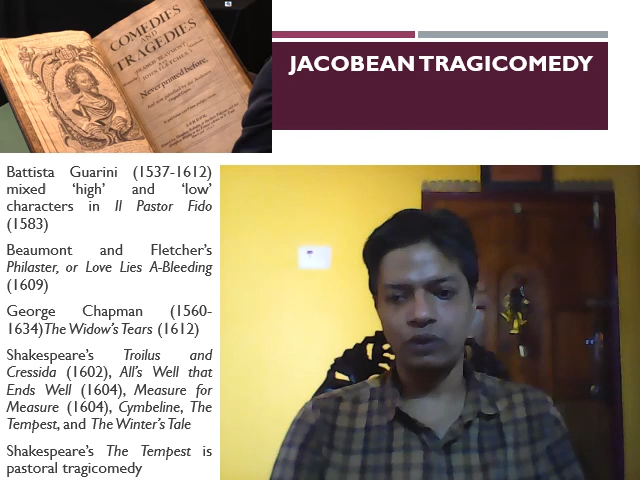 COMEDIES
AND
TRAGEDIES
Never printed before,
JACOBEAN TRAGICOMEDY
Battista Guarini (1537-1612)
mixed ‘high’ and ‘low’
characters in Il Pastor Fido
(1583)
Beaumont and Fletcher’s
Philaster, or Love Lies A-Bleeding
(1609)
George Chapman (1560-
1634)The Widow’s Tears (1612)
Shakespeare’s Troilus and
Cressida (1602), All’s Well that
Ends Well (1604), Measure for
Measure (1604), Cymbeline, The
Tempest, and The Winter’s Tale
Shakespeare’s The Tempest is
pastoral tragicomedy